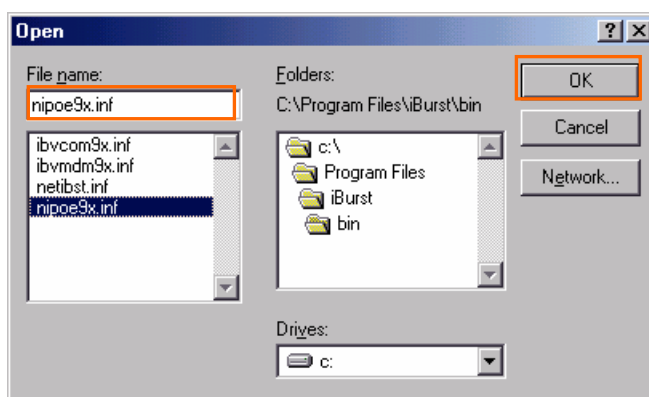 Open
File name:
nipoe9x.inf
ibvcom9x.inf
ibvmdm9x.inf
netibst.inf
nipoe9x.inf
Folders:
C:\Program Files\iBurst\bin
c:\
Program Files
iBurst
bin
Drives:
c:
OK
Cancel
Network...